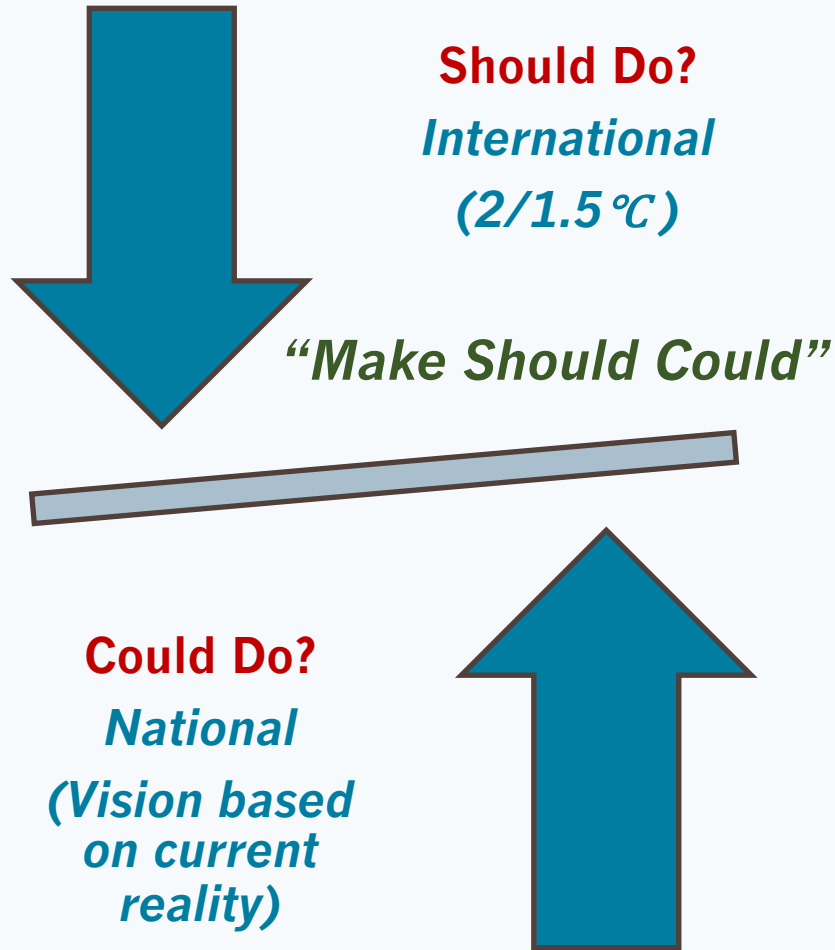 Should Do?
International
(2/1.5℃)
“Make Should Could”
Could Do?
National
(Vision based
on current
reality)